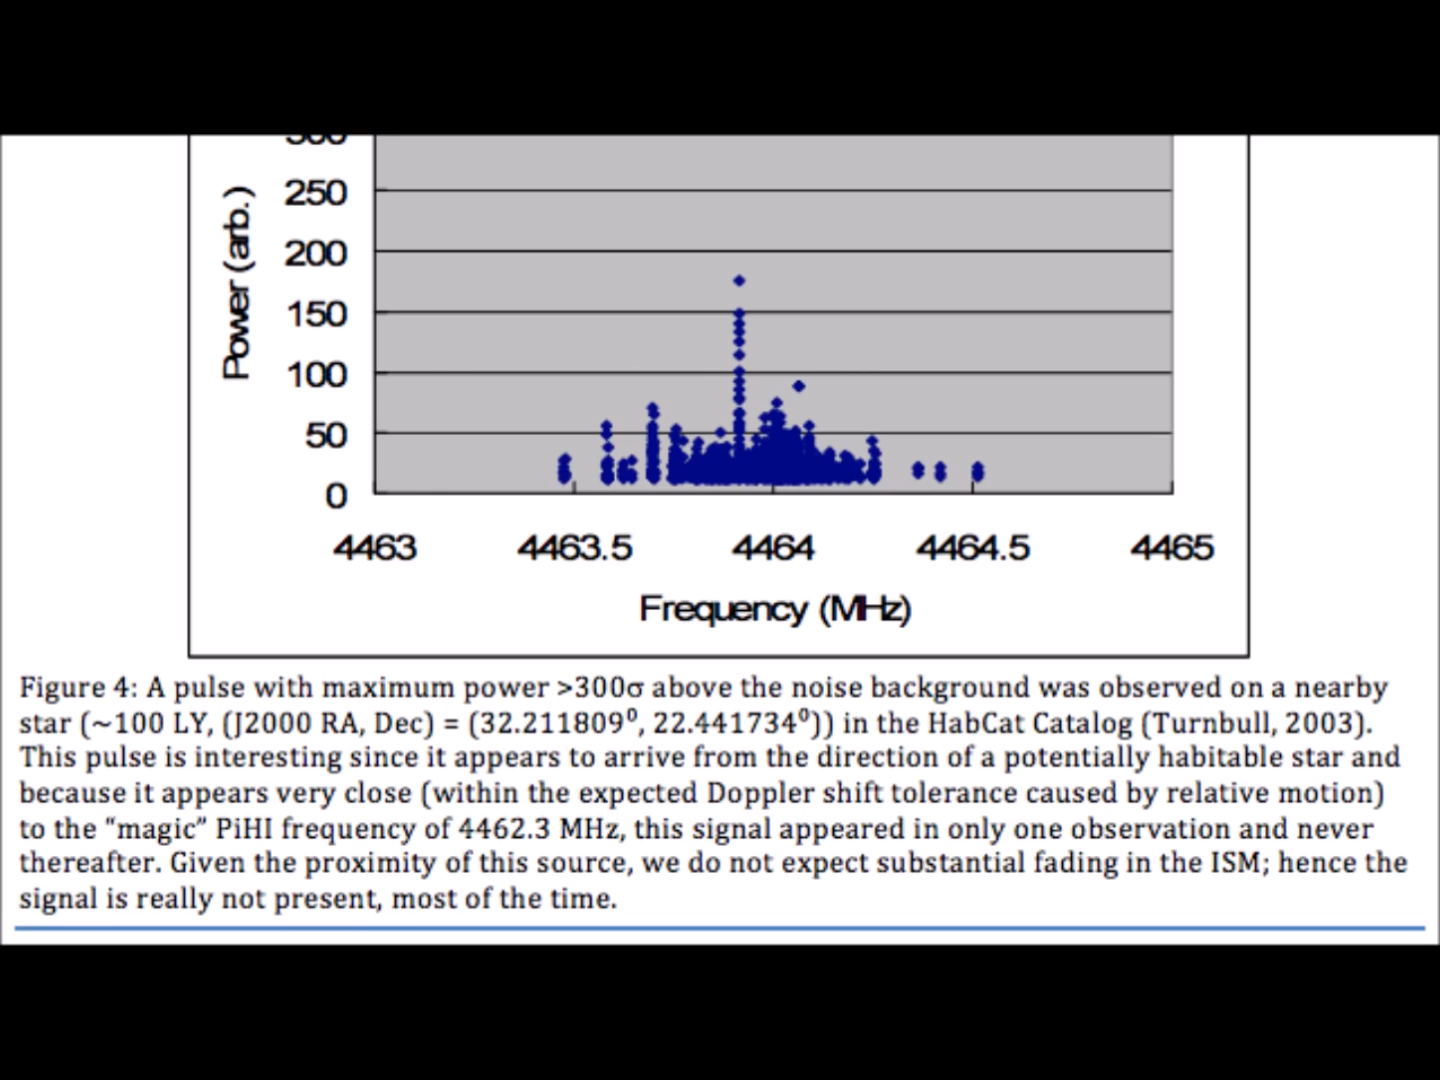 250
200
150
100
50
0
Power (arb.)
4463 4463.5 4464 4464.5 4465
Frequency (MHz)
Figure 4: A pulse with maximum power >300σ above the noise background was observed on a nearby
star (~100 LY, (J2000 RA, Dec) = (32.211809⁰, 22.441734⁰)) in the HabCat Catalog (Turnbull, 2003).
This pulse is interesting since it appears to arrive from the direction of a potentially habitable star and
because it appears very close (within the expected Doppler shift tolerance caused by relative motion)
to the “magic” PiHI frequency of 4462.3 MHz, this signal appeared in only one observation and never
thereafter. Given the proximity of this source, we do not expect substantial fading in the ISM; hence the
signal is really not present, most of the time.